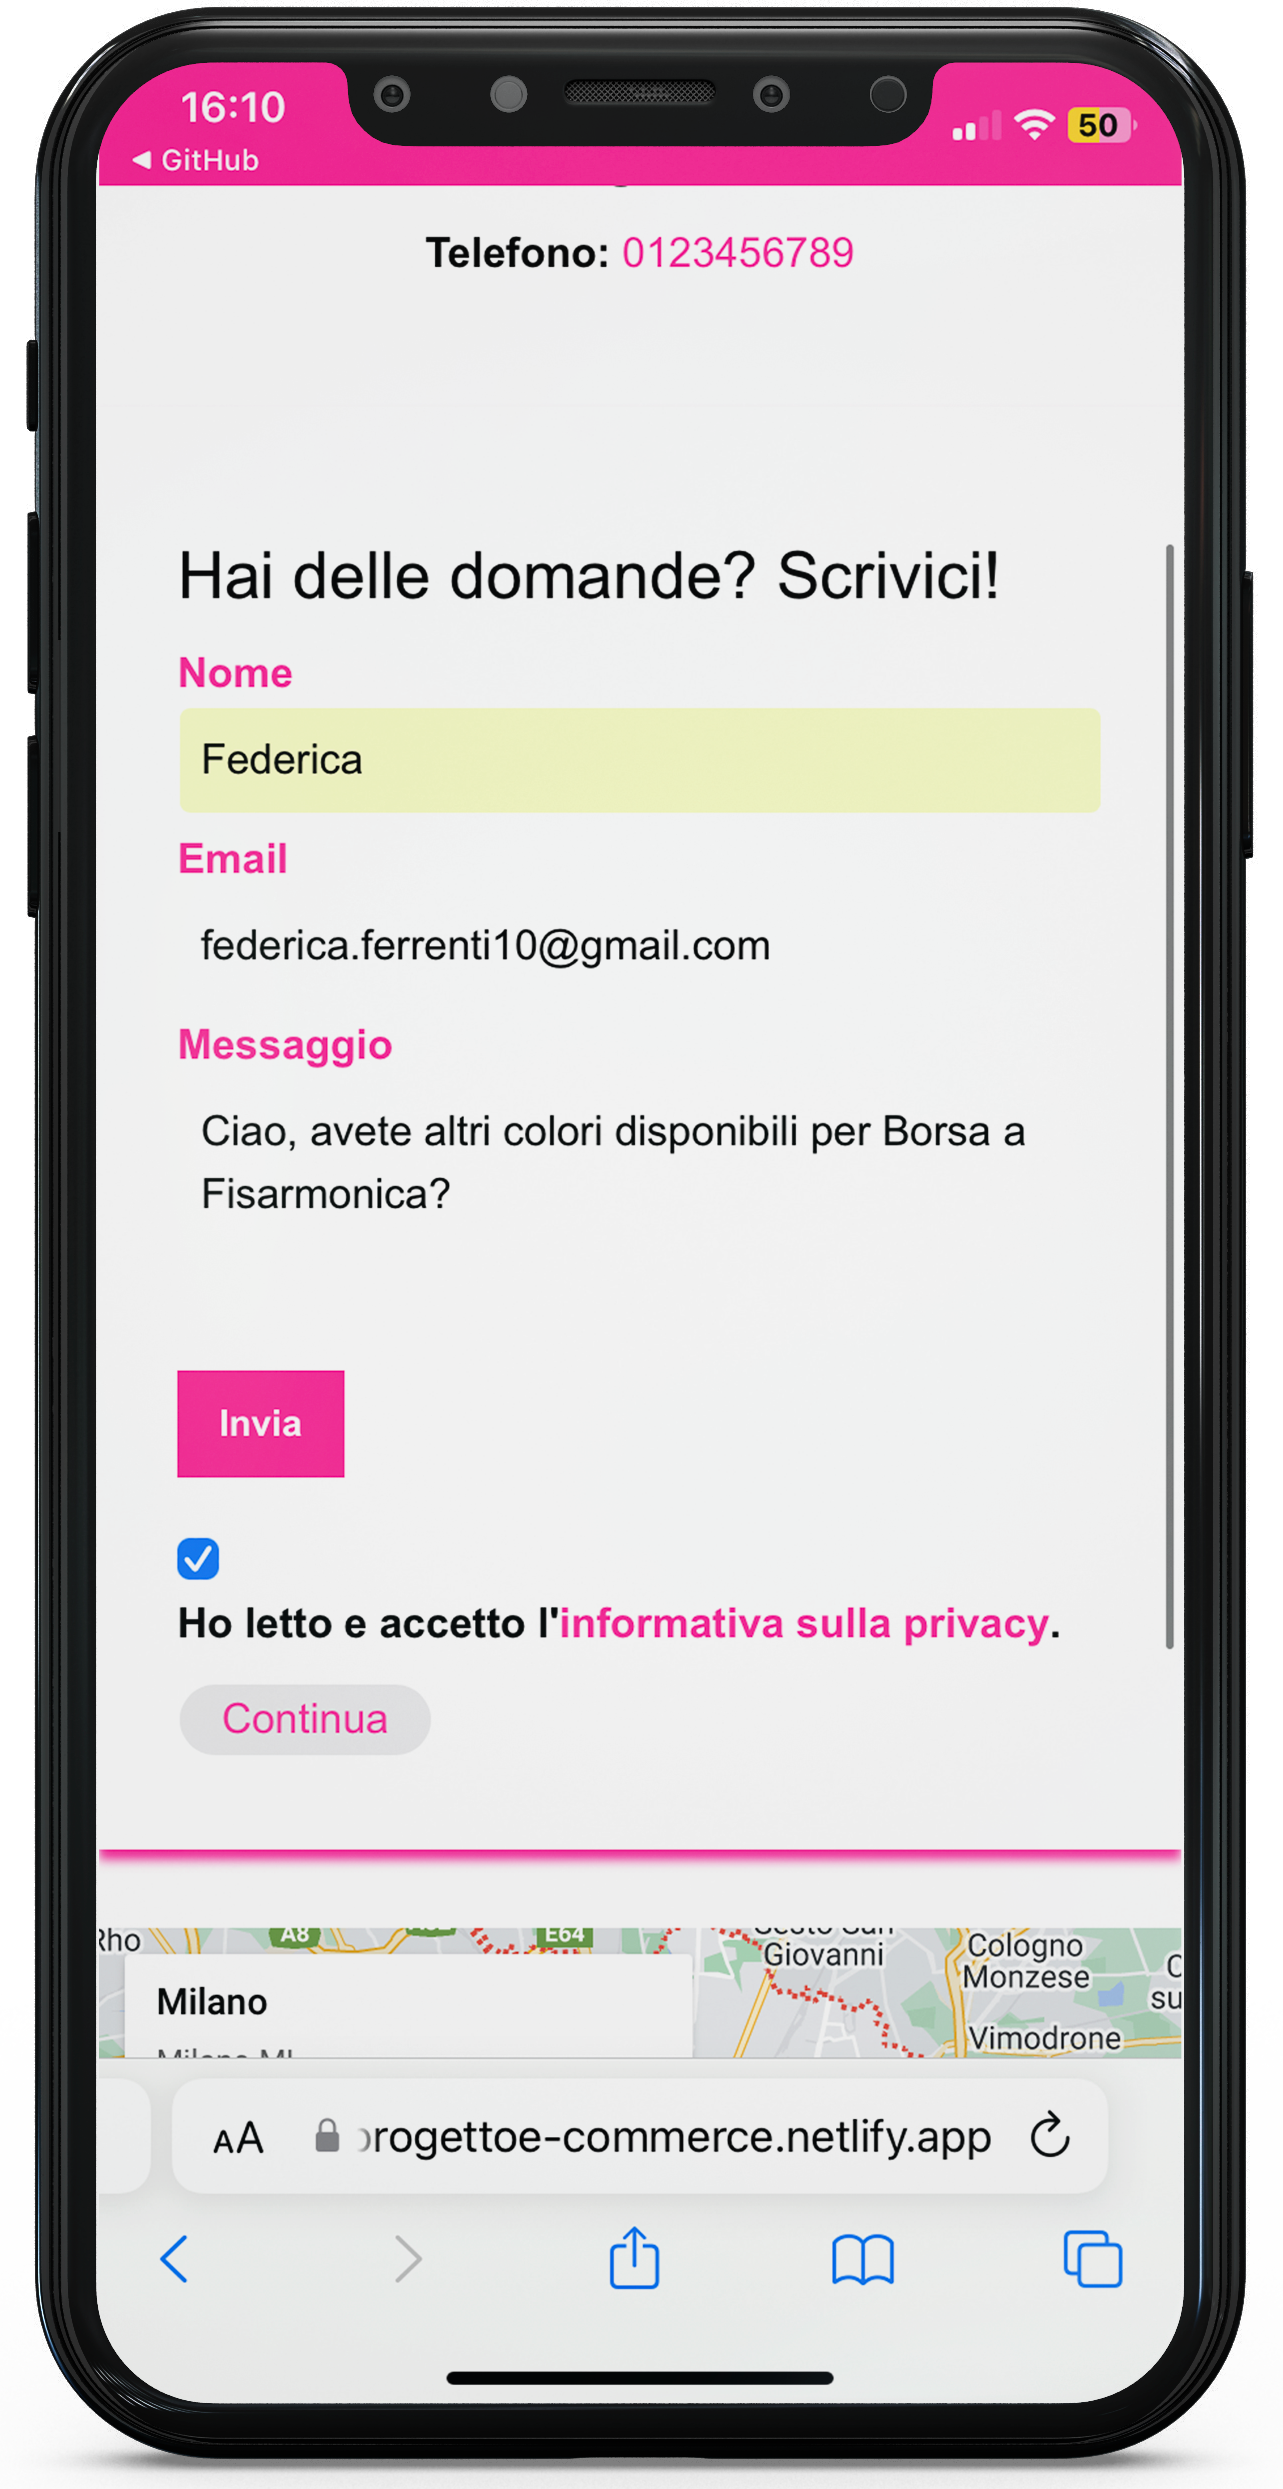 16:10
50
◀ GitHub
Telefono: 0123456789
Hai delle domande? Scrivici!
Nome
Federica
Email
federica.ferrenti10@gmail.com
Messaggio
Ciao, avete altri colori disponibili per Borsa a
Fisarmonica?
Invia
Ho letto e accetto l'informativa sulla privacy.
Continua
A8
E64
Giovanni
Cologno
Monzese
Vimodrone
Milano
AA
rogettoe-commerce.netlify.app